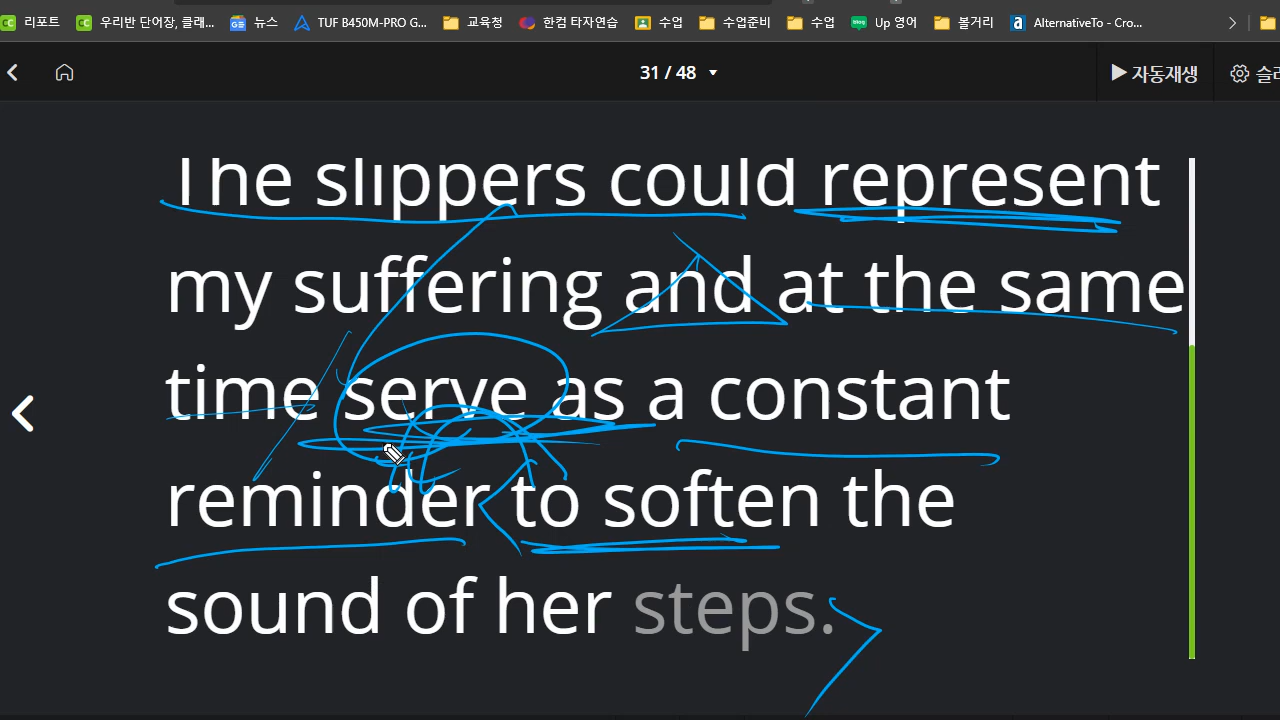 리포트 우리반 단어장, 클래... 뉴스 TUF B450M-PRO G... 교육청 한컴 타자연습 수업 수업준비 수업 Up 영어 볼거리 AlternativeTo - Cro...
31 / 48 자동재생
The slippers could represent
my suffering and at the same
time serve as a constant
reminder to soften the
sound of her steps.